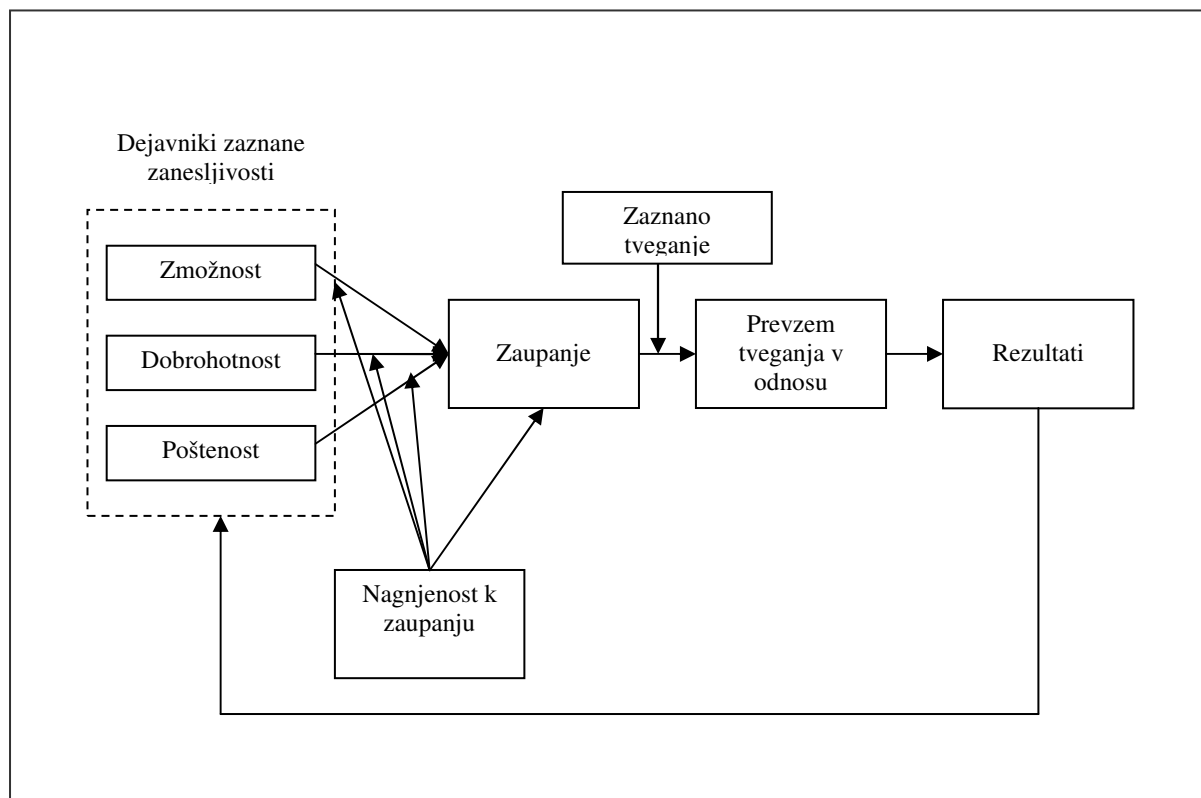 Dejavniki zaznane
zanesljivosti
Zmožnost
Dobrohotnost
Poštenost
Zaznano
tveganje
Zaupanje
Prevzem
tveganja v
odnosu
Rezultati
Nagnjenost k
zaupanju